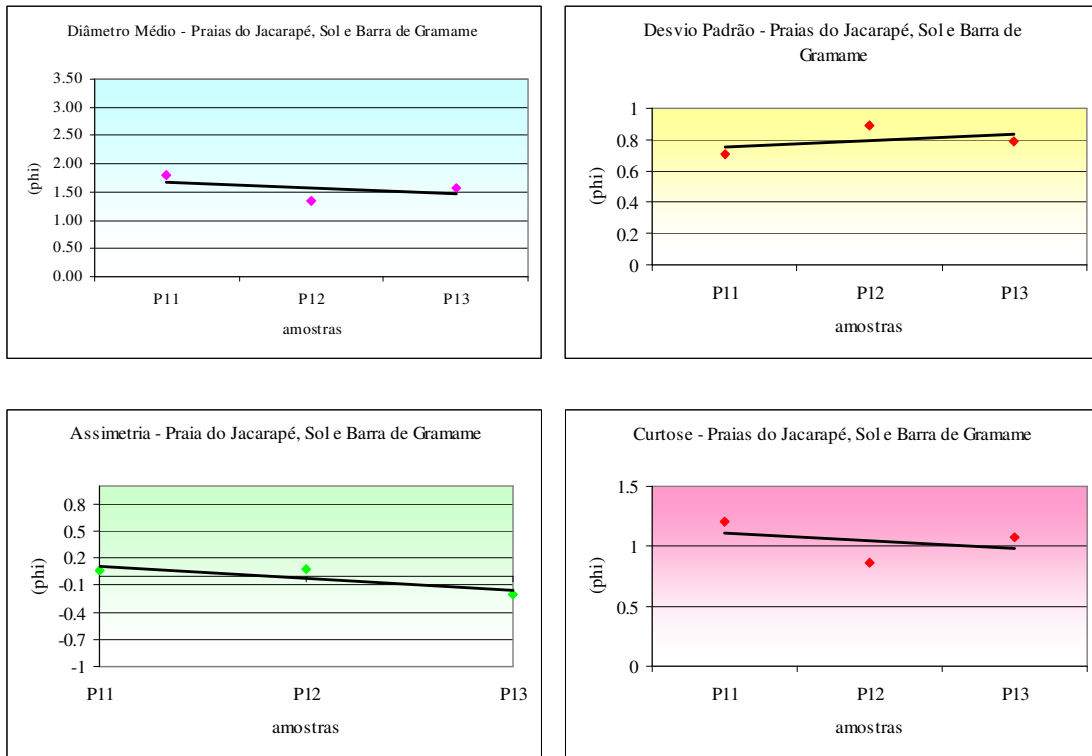 Diâmetro Médio - Praias do Jacarapé, Sol e Barra de Gramame
3.50
3.00
2.50
2.00
1.50
1.00
0.50
0.00
(phi)
P11
P12
P13
amostras
Desvio Padrão - Praias do Jacarapé, Sol e Barra de
Gramame
1
0.8
0.6
0.4
0.2
0
(phi)
P11
P12
P13
amostras
Assimetria - Praia do Jacarapé, Sol e Barra de Gramame
0.8
0.5
0.2
-0.1
-0.4
-0.7
-1
(phi)
P11
P12
P13
amostras
Curtose - Praias do Jacarapé, Sol e Barra de Gramame
1.5
1
0.5
0
(phi)
P11
P12
P13
amostras